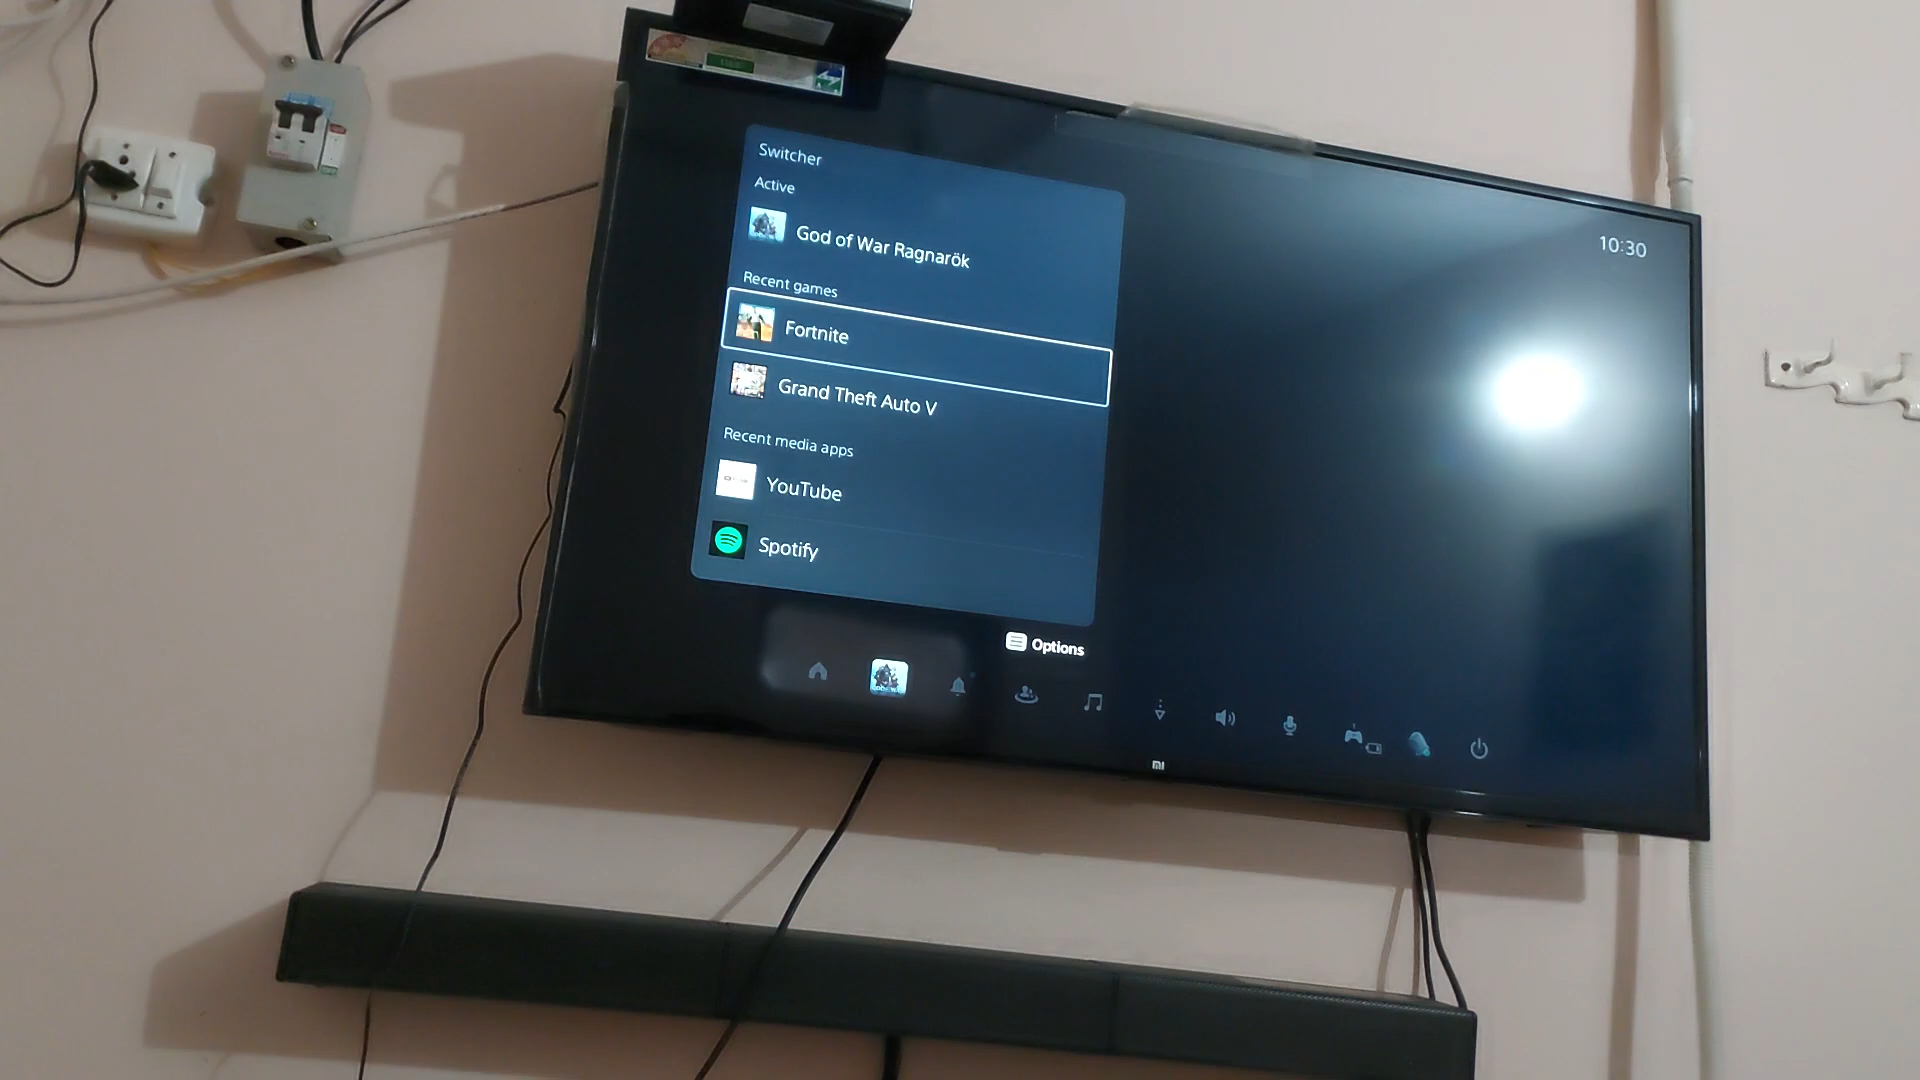 Switcher
Active
God of War Ragnarök
10:30
Recent games
Fortnite
Grand Theft Auto V
Recent media apps
YouTube
Spotify
Options
mi